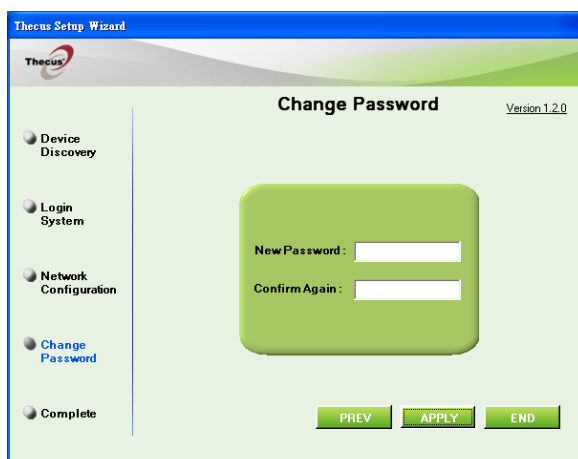 Thecus Setup Wizard
Thecus
Change Password
Version 1.2.0
Device
Discovery
Login
System
Network
Configuration
Change
Password
Complete
New Password :
Confirm Again :
PREV
APPLY
END